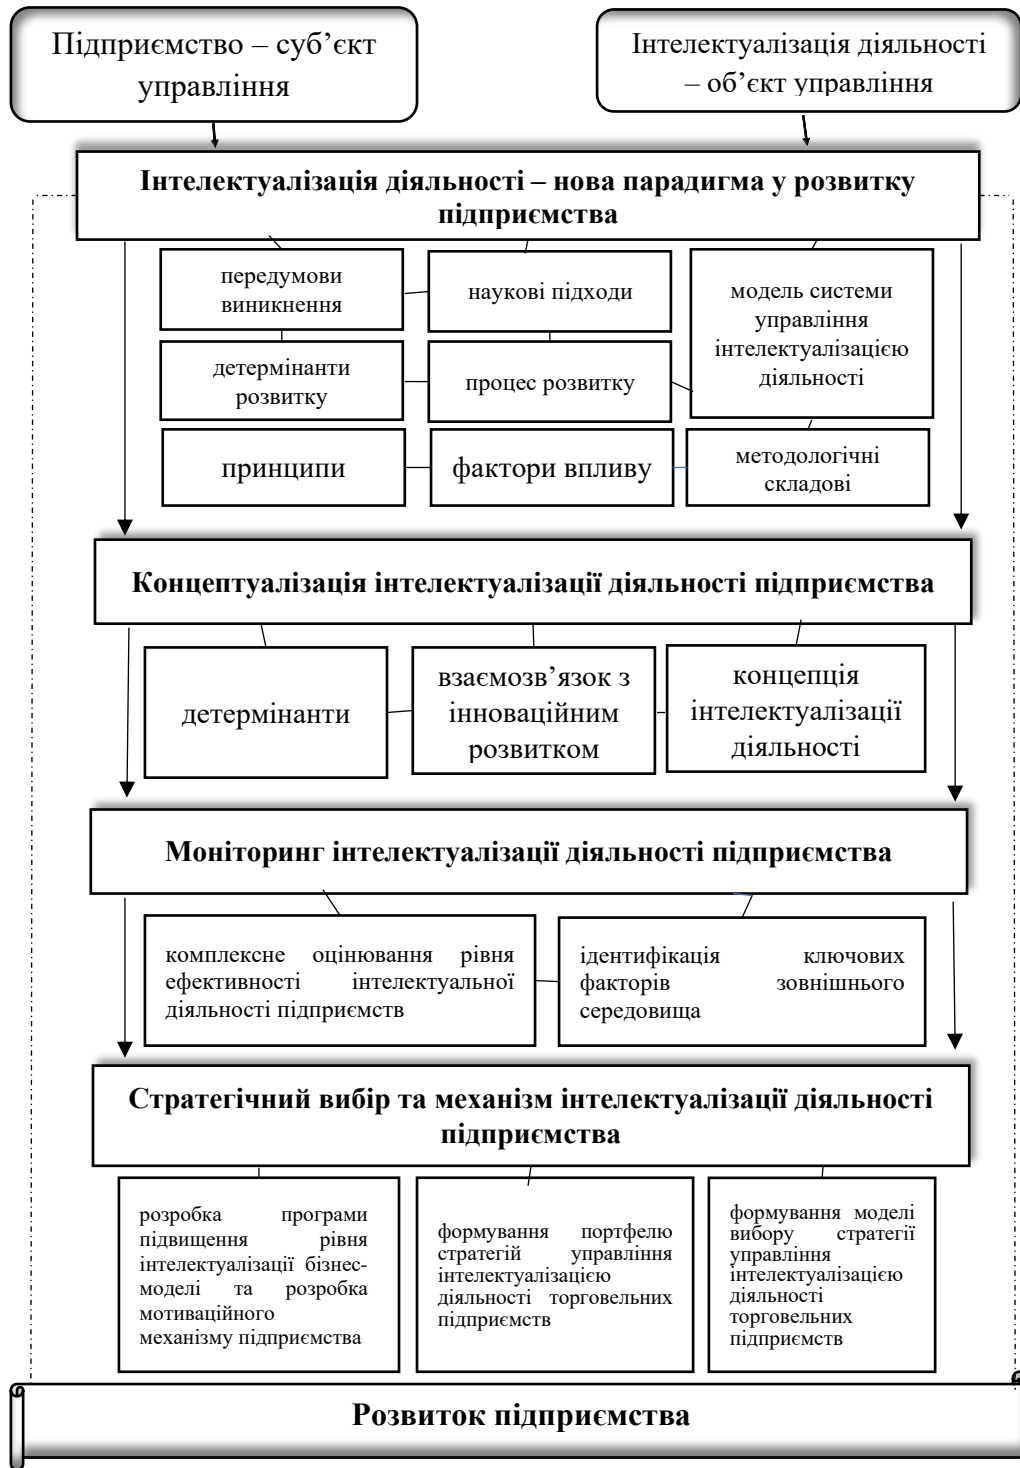 Підприємство – суб’єкт
управління
Інтелектуалізація діяльності
– об’єкт управління
Інтелектуалізація діяльності – нова парадигма у розвитку
підприємства
передумови
виникнення
наукові підходи
модель системи
управління
інтелектуалізацією
діяльності
детермінанти
розвитку
процес розвитку
принципи
фактори впливу
методологічні
складові
Концептуалізація інтелектуалізації діяльності підприємства
детермінанти
взаємозв’язок з
інноваційним
розвитком
концепція
інтелектуалізації
діяльності
Моніторинг інтелектуалізації діяльності підприємства
комплексне оцінювання рівня
ефективності інтелектуальної
діяльності підприємств
ідентифікація ключових
факторів зовнішнього
середовища
Стратегічний вибір та механізм інтелектуалізації діяльності
підприємства
розробка програми
підвищення рівня
інтелектуалізації бізнес-
моделі та розробка
мотиваційного
механізму підприємства
формування портфелю
стратегій управління
інтелектуалізацією
діяльності торговельних
підприємств
формування моделі
вибору стратегії
управління
інтелектуалізацією
діяльності
торговельних
підприємств
Розвиток підприємства